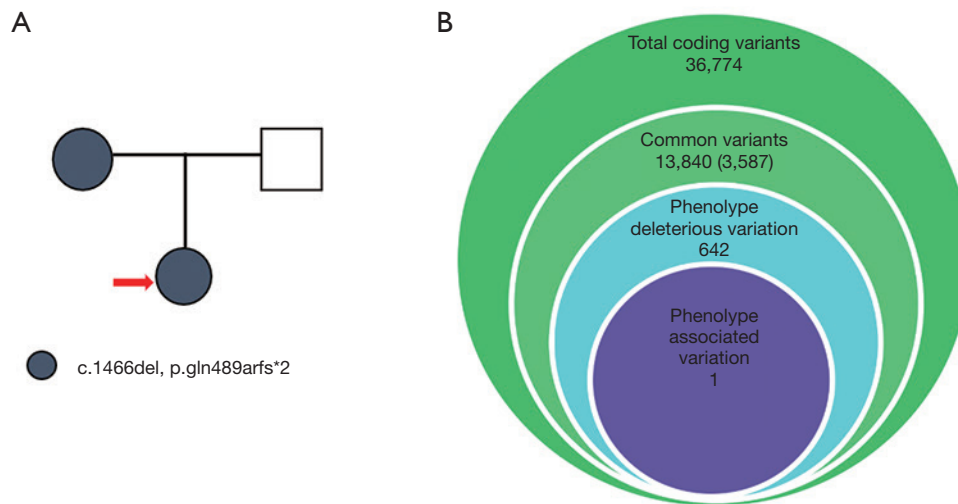 A
B
Total coding variants
36,774
Common variants
13,840 (3,587)
Phenolype
deleterious variation
642
Phenolype
associated
variation
1
c.1466del, p.gln489arfs*2